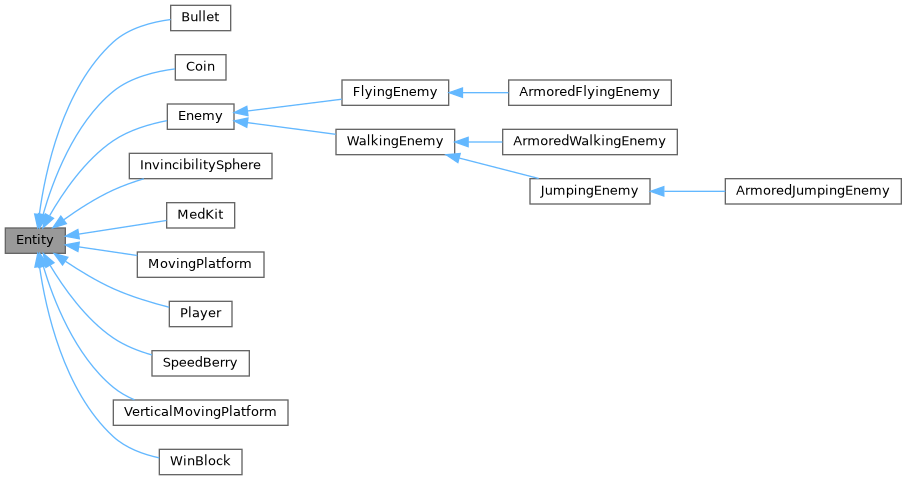 Bullet
Coin
FlyingEnemy
ArmoredFlyingEnemy
Enemy
WalkingEnemy
ArmoredWalkingEnemy
InvincibilitySphere
JumpingEnemy
ArmoredJumpingEnemy
MedKit
Entity
MovingPlatform
Player
SpeedBerry
VerticalMovingPlatform
WinBlock